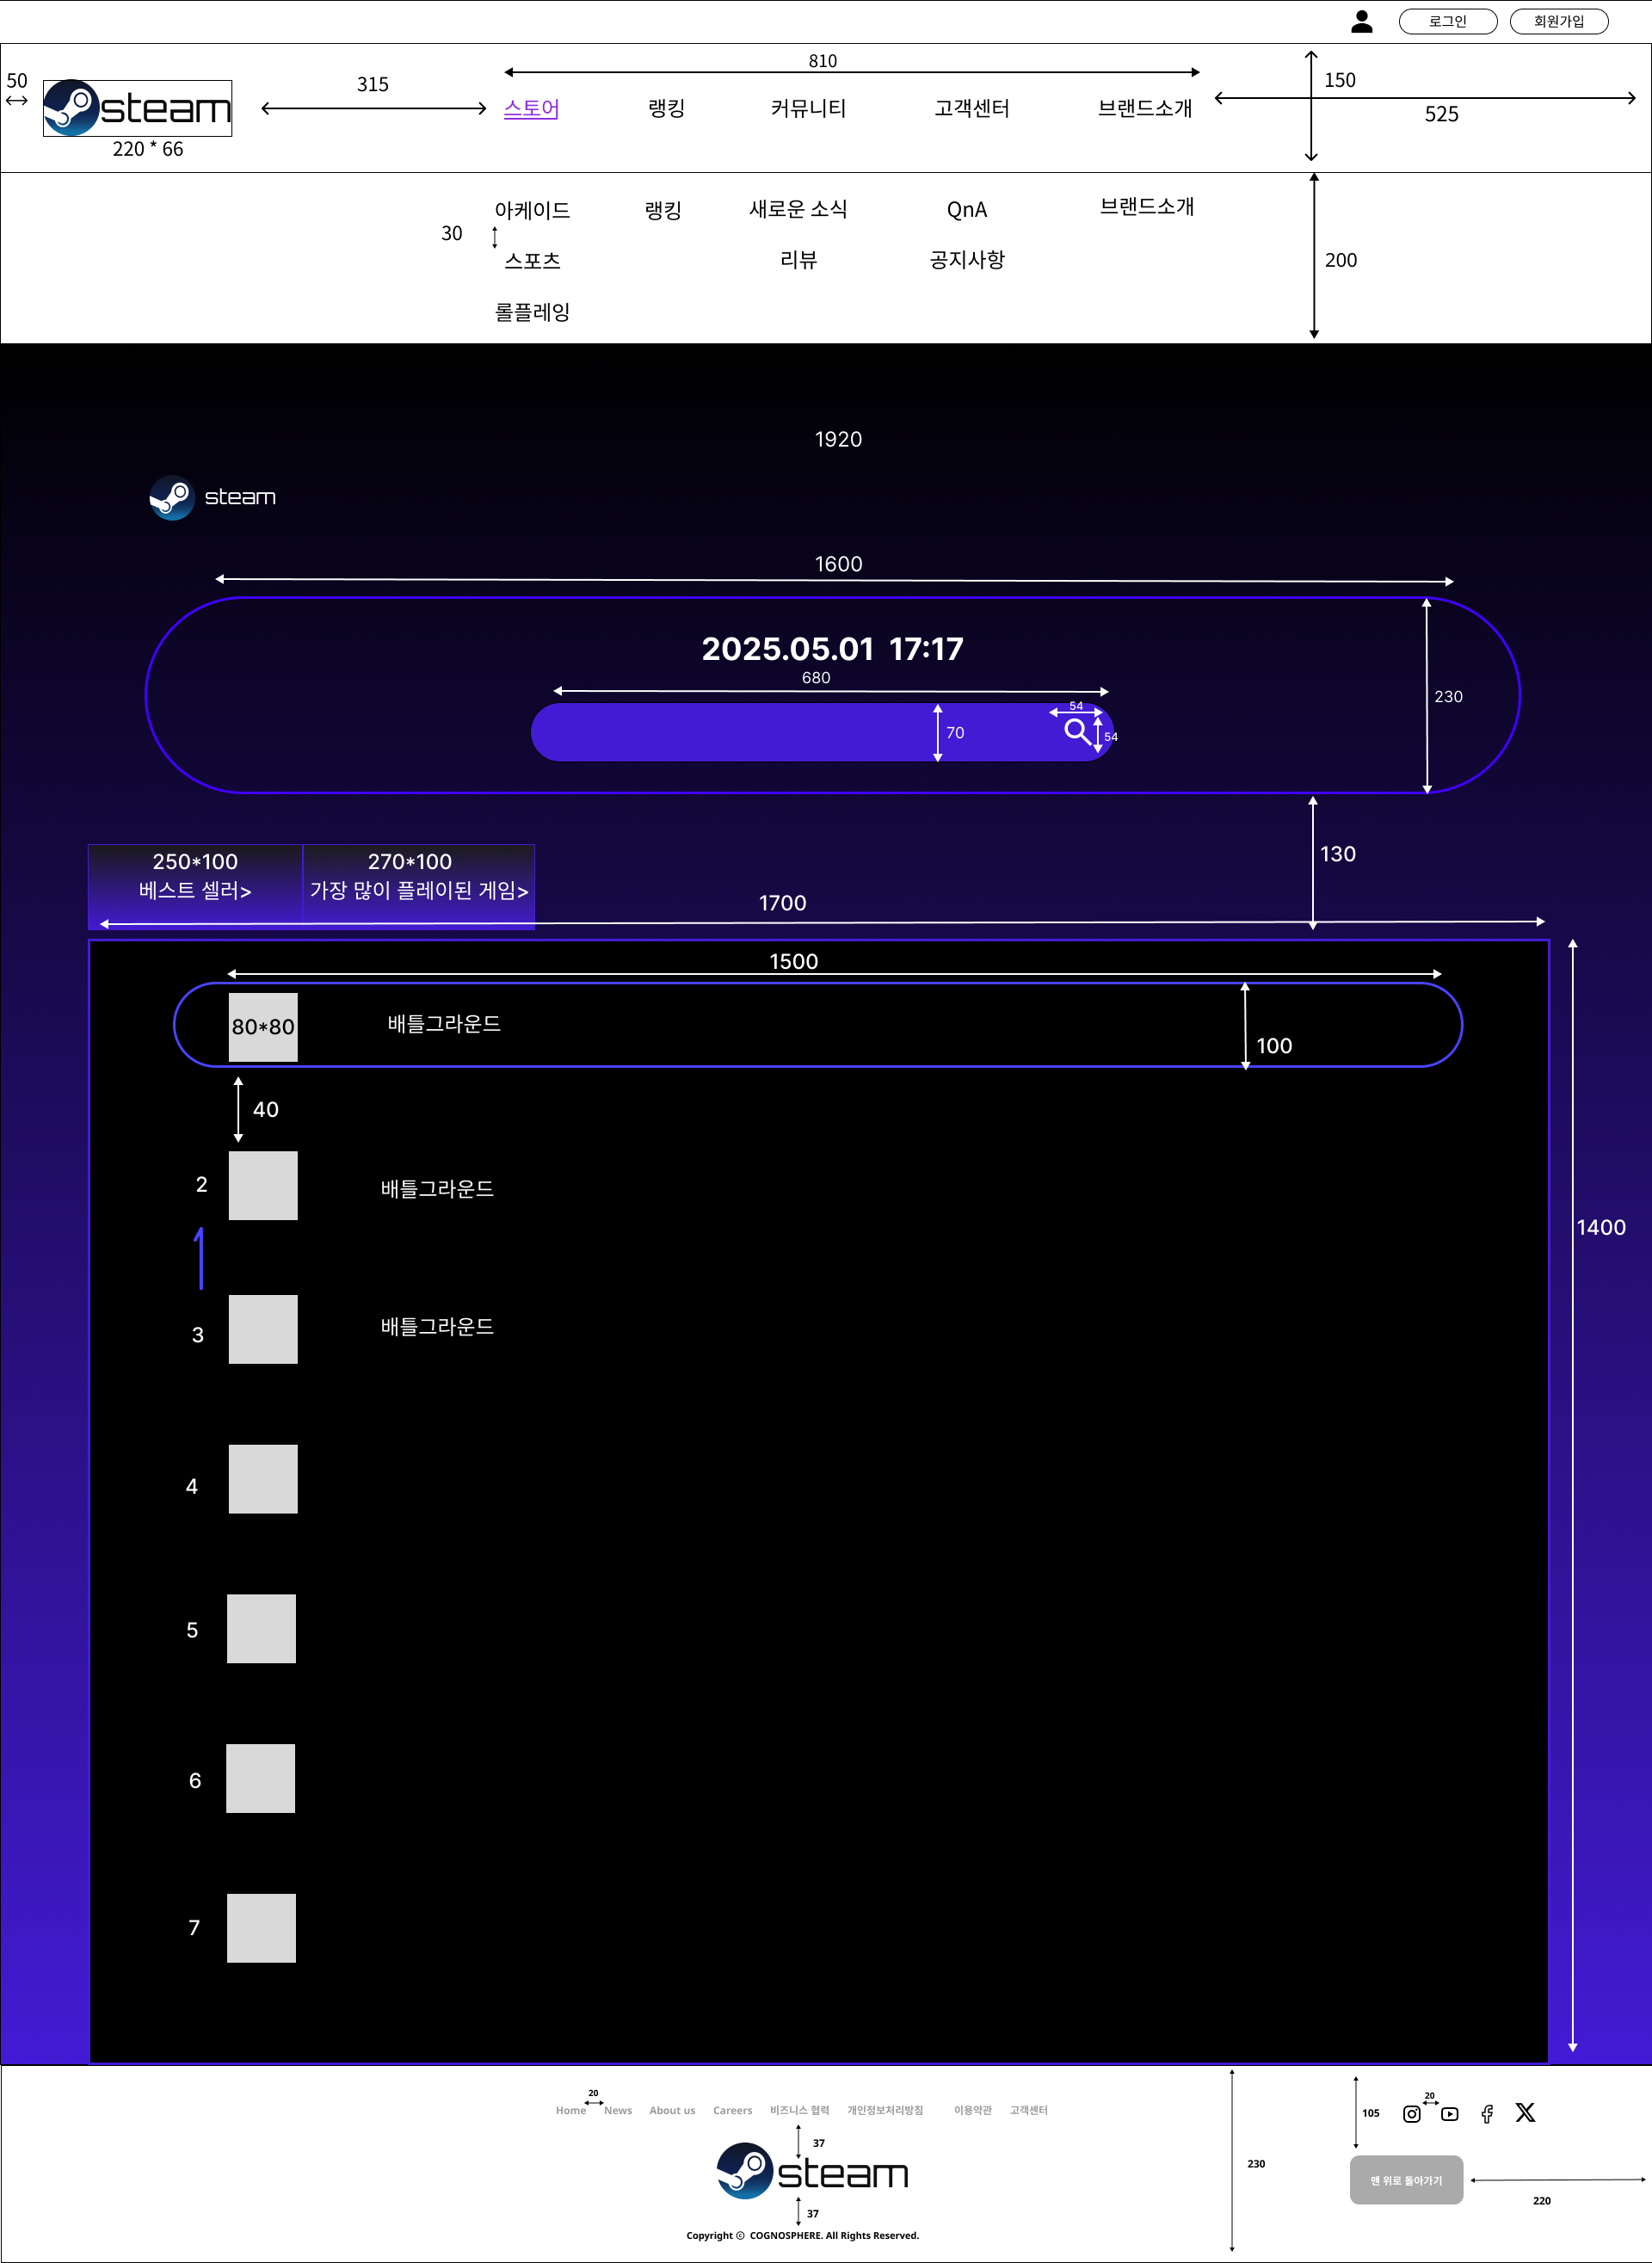 로그인 회원가입
810
50
315
150
steam
스토어 랭킹 커뮤니티 고객센터 브랜드소개
525
220 * 66
아케이드 랭킹 새로운 소식 QnA 브랜드소개
30
스포츠 리뷰 공지사항
200
롤플레잉
1920
steam
1600
2025.05.01 17:17
680
230
54
70
54
130
250*100 270*100
베스트 셀러> 가장 많이 플레이된 게임>
1700
1500
80*80 배틀그라운드
100
40
2 배틀그라운드
1400
1
3 배틀그라운드
4
5
6
7
20
Home News About us Careers 비즈니스 협력 개인정보처리방침 이용약관 고객센터
20
105
37
steam
230
맨 위로 돌아가기
220
37
Copyright © COGNOSPHERE. All Rights Reserved.